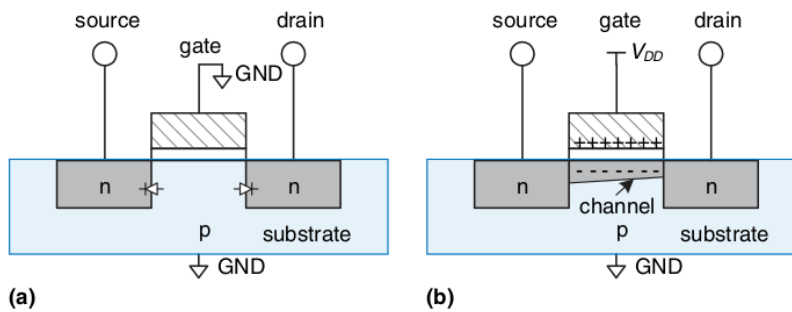 source gate drain
GND
n n
p substrate
GND
(a)
source gate drain
V_DD
+++++++
-------
n n
channel
p substrate
GND
(b)